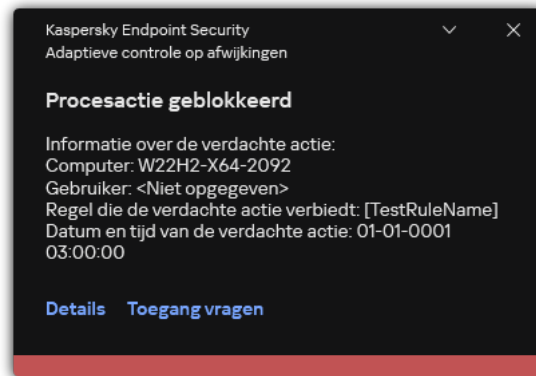 Kaspersky Endpoint Security
Adaptieve controle op afwijkingen
Procesactie geblokkeerd
Informatie over de verdachte actie:
Computer: W22H2-X64-2092
Gebruiker: <Niet opgegeven>
Regel die de verdachte actie verbiedt: [TestRuleName]
Datum en tijd van de verdachte actie: 01-01-0001
03:00:00
Details Toegang vragen